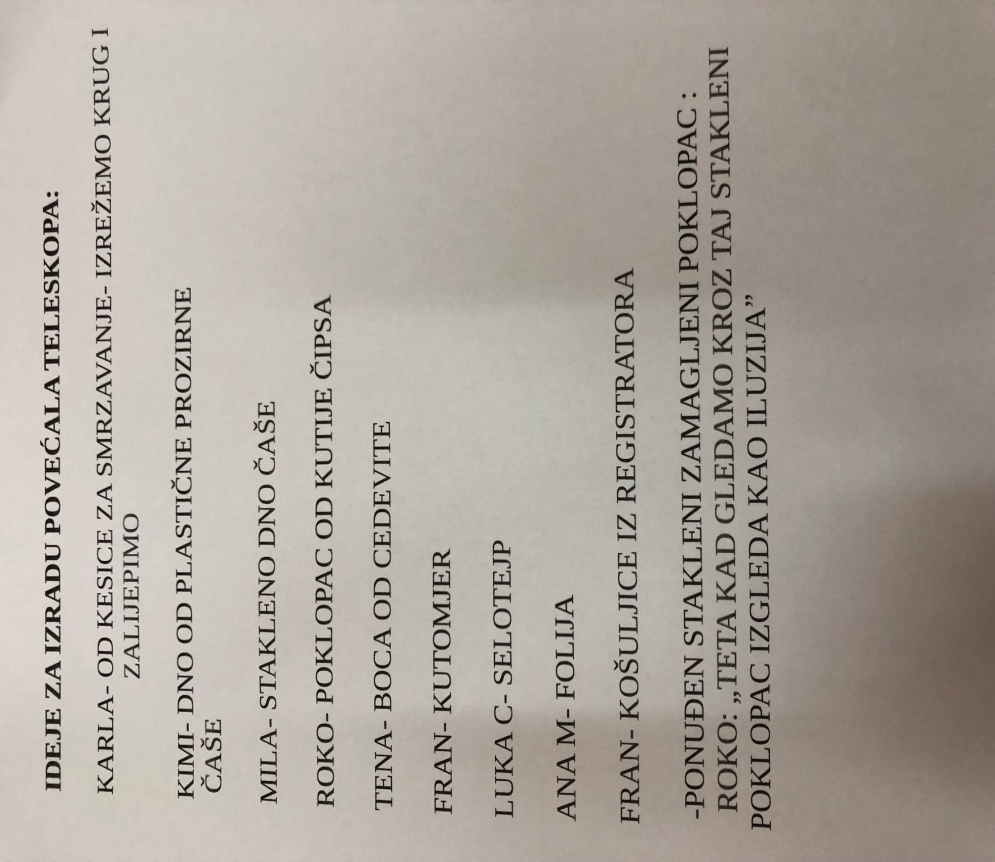 IDEJE ZA IZRADU POVEĆALA TELESKOPA:
KARLA- OD KESICE ZA SMRZAVANJE- IZREŽEMO KRUG I
ZALIJEPIMO
KIMI- DNO OD PLASTIČNE PROZIRNE
ČAŠE
MILA- STAKLENO DNO ČAŠE
ROKO- POKLOPAC OD KUTIJE ČIPSA
TENA- BOCA OD CEDEVITE
FRAN- KUTOMJER
LUKA C- SELOTEJP
ANA M- FOLIJA
FRAN- KOŠULJICE IZ REGISTRATORA
-PONUĐEN STAKLENI ZAMAGLJENI POKLOPAC :
ROKO: „TETA KAD GLEDAMO KROZ TAJ STAKLENI
POKLOPAC IZGLEDA KAO ILUZIJA”